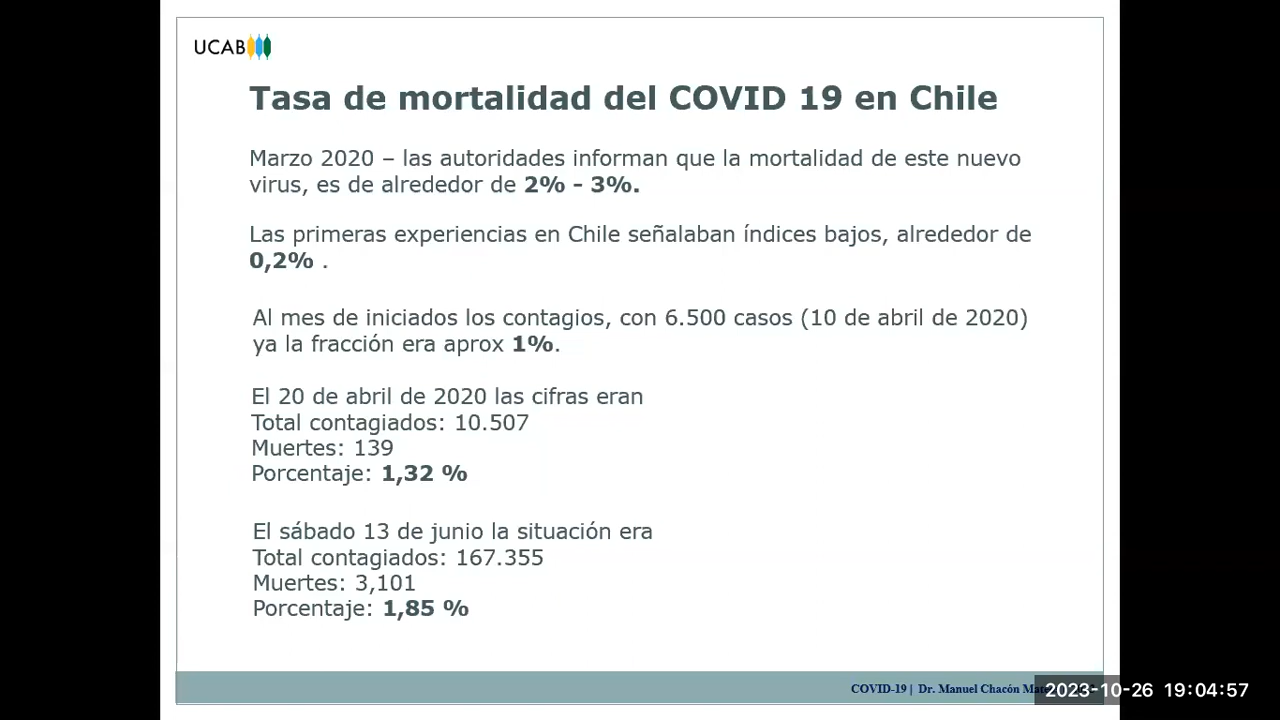 UCAB
Tasa de mortalidad del COVID 19 en Chile
Marzo 2020 – las autoridades informan que la mortalidad de este nuevo
virus, es de alrededor de 2% - 3%.
Las primeras experiencias en Chile señalaban índices bajos, alrededor de
0,2% .
Al mes de iniciados los contagios, con 6.500 casos (10 de abril de 2020)
ya la fracción era aprox 1%.
El 20 de abril de 2020 las cifras eran
Total contagiados: 10.507
Muertes: 139
Porcentaje: 1,32 %
El sábado 13 de junio la situación era
Total contagiados: 167.355
Muertes: 3,101
Porcentaje: 1,85 %
COVID-19 | Dr. Manuel Chacón
2023-10-26 19:04:57